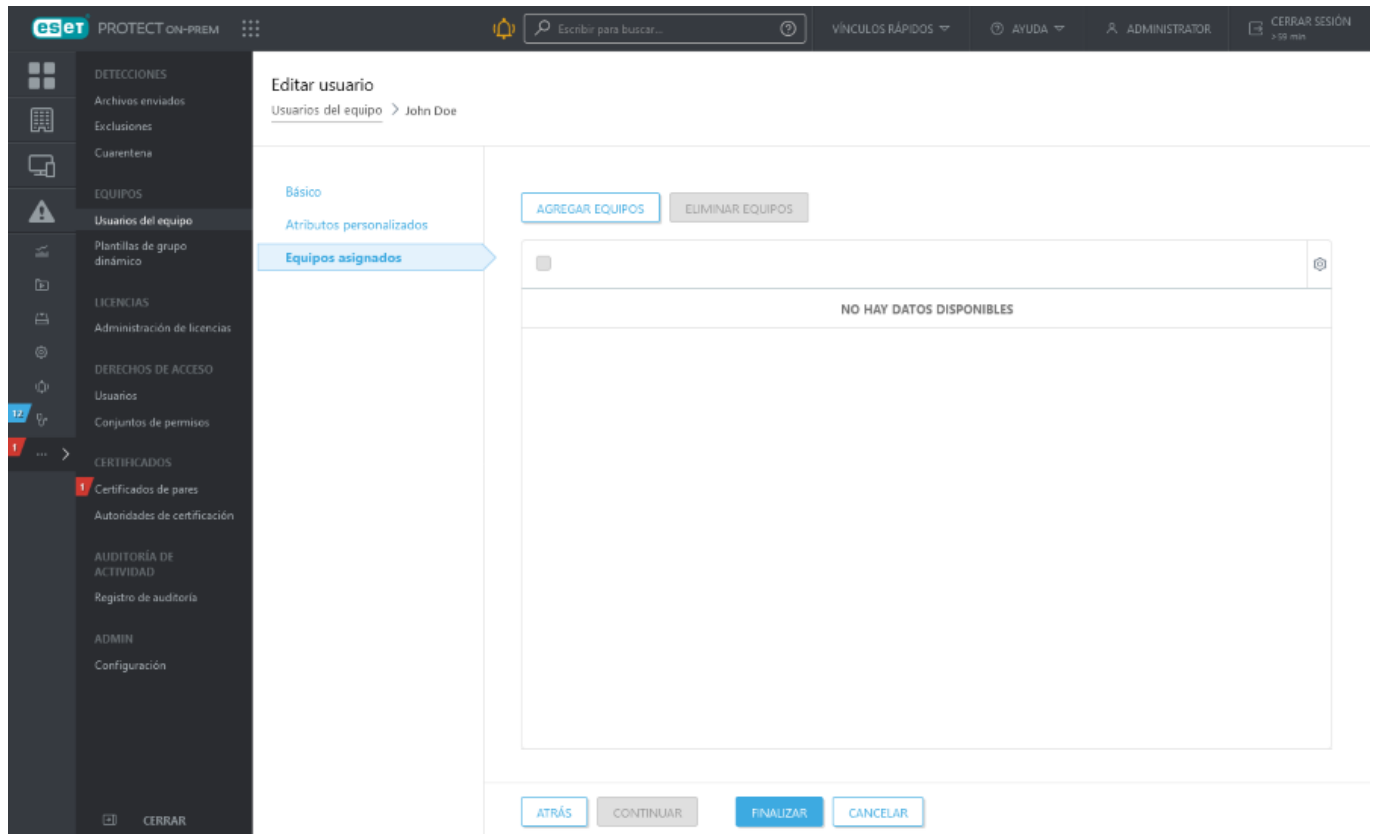 eset PROTECT ON-PREM
Escribir para buscar...
VÍNCULOS RÁPIDOS
AYUDA
ADMINISTRATOR
CERRAR SESIÓN
> 59 min
12
1
DETECCIONES
Archivos enviados
Exclusiones
Cuarentena
EQUIPOS
Usuarios del equipo
Plantillas de grupo
dinámico
LICENCIAS
Administración de licencias
DERECHOS DE ACCESO
Usuarios
Conjuntos de permisos
CERTIFICADOS
1 Certificados de pares
Autoridades de certificación
AUDITORÍA DE
ACTIVIDAD
Registro de auditoría
ADMIN
Configuración
CERRAR
Editar usuario
Usuarios del equipo > John Doe
Básico
Atributos personalizados
Equipos asignados
AGREGAR EQUIPOS
ELIMINAR EQUIPOS
NO HAY DATOS DISPONIBLES
ATRÁS
CONTINUAR
FINALIZAR
CANCELAR